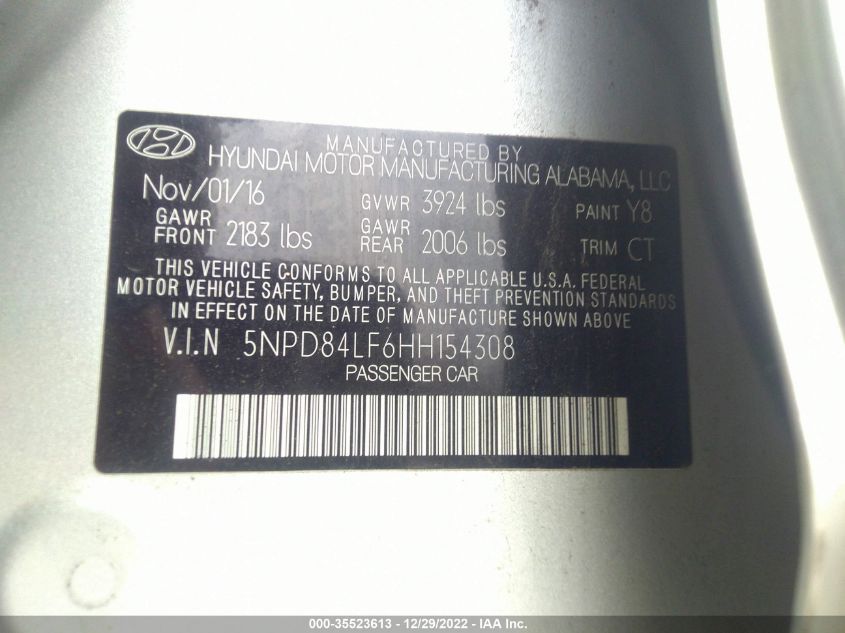 MANUFACTURED BY
HYUNDAI MOTOR MANUFACTURING ALABAMA, LLC
Nov/01/16 GVWR 3924 lbs PAINT Y8
GAWR FRONT 2183 lbs GAWR REAR 2006 lbs TRIM CT
THIS VEHICLE CONFORMS TO ALL APPLICABLE U.S.A. FEDERAL
MOTOR VEHICLE SAFETY, BUMPER, AND THEFT PREVENTION STANDARDS
IN EFFECT ON THE DATE OF MANUFACTURE SHOWN ABOVE
V.I.N 5NPD84LF6HH154308
PASSENGER CAR
000-35523613 - 12/29/2022 - IAA Inc.